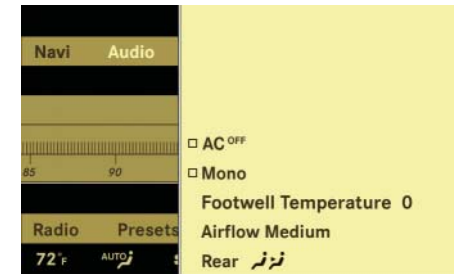 Navi Audio
85 90
Radio Presets
72°F AUTO
AC OFF
Mono
Footwell Temperature 0
Airflow Medium
Rear